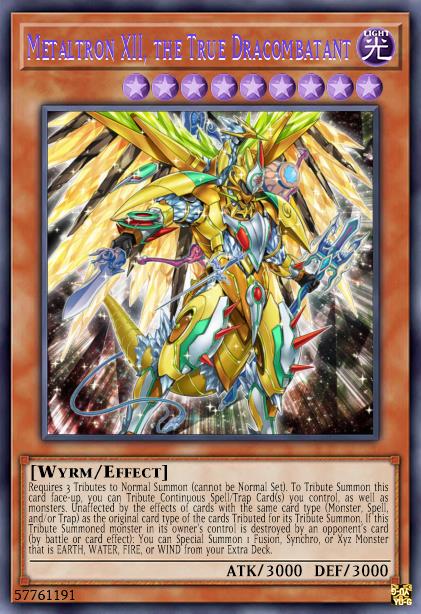 Metaltron XII, the True Dracombatant
LIGHT
光
[Wyrm/Effect]
Requires 3 Tributes to Normal Summon (cannot be Normal Set). To Tribute Summon this
card face-up, you can Tribute Continuous Spell/Trap Card(s) you control, as well as
monsters. Unaffected by the effects of cards with the same card type (Monster, Spell,
and/or Trap) as the original card type of the cards Tributed for its Tribute Summon. If this
Tribute Summoned monster in its owner's control is destroyed by an opponent's card
(by battle or card effect): You can Special Summon 1 Fusion, Synchro, or Xyz Monster
that is EARTH, WATER, FIRE, or WIND from your Extra Deck.
ATK/3000 DEF/3000
57761191